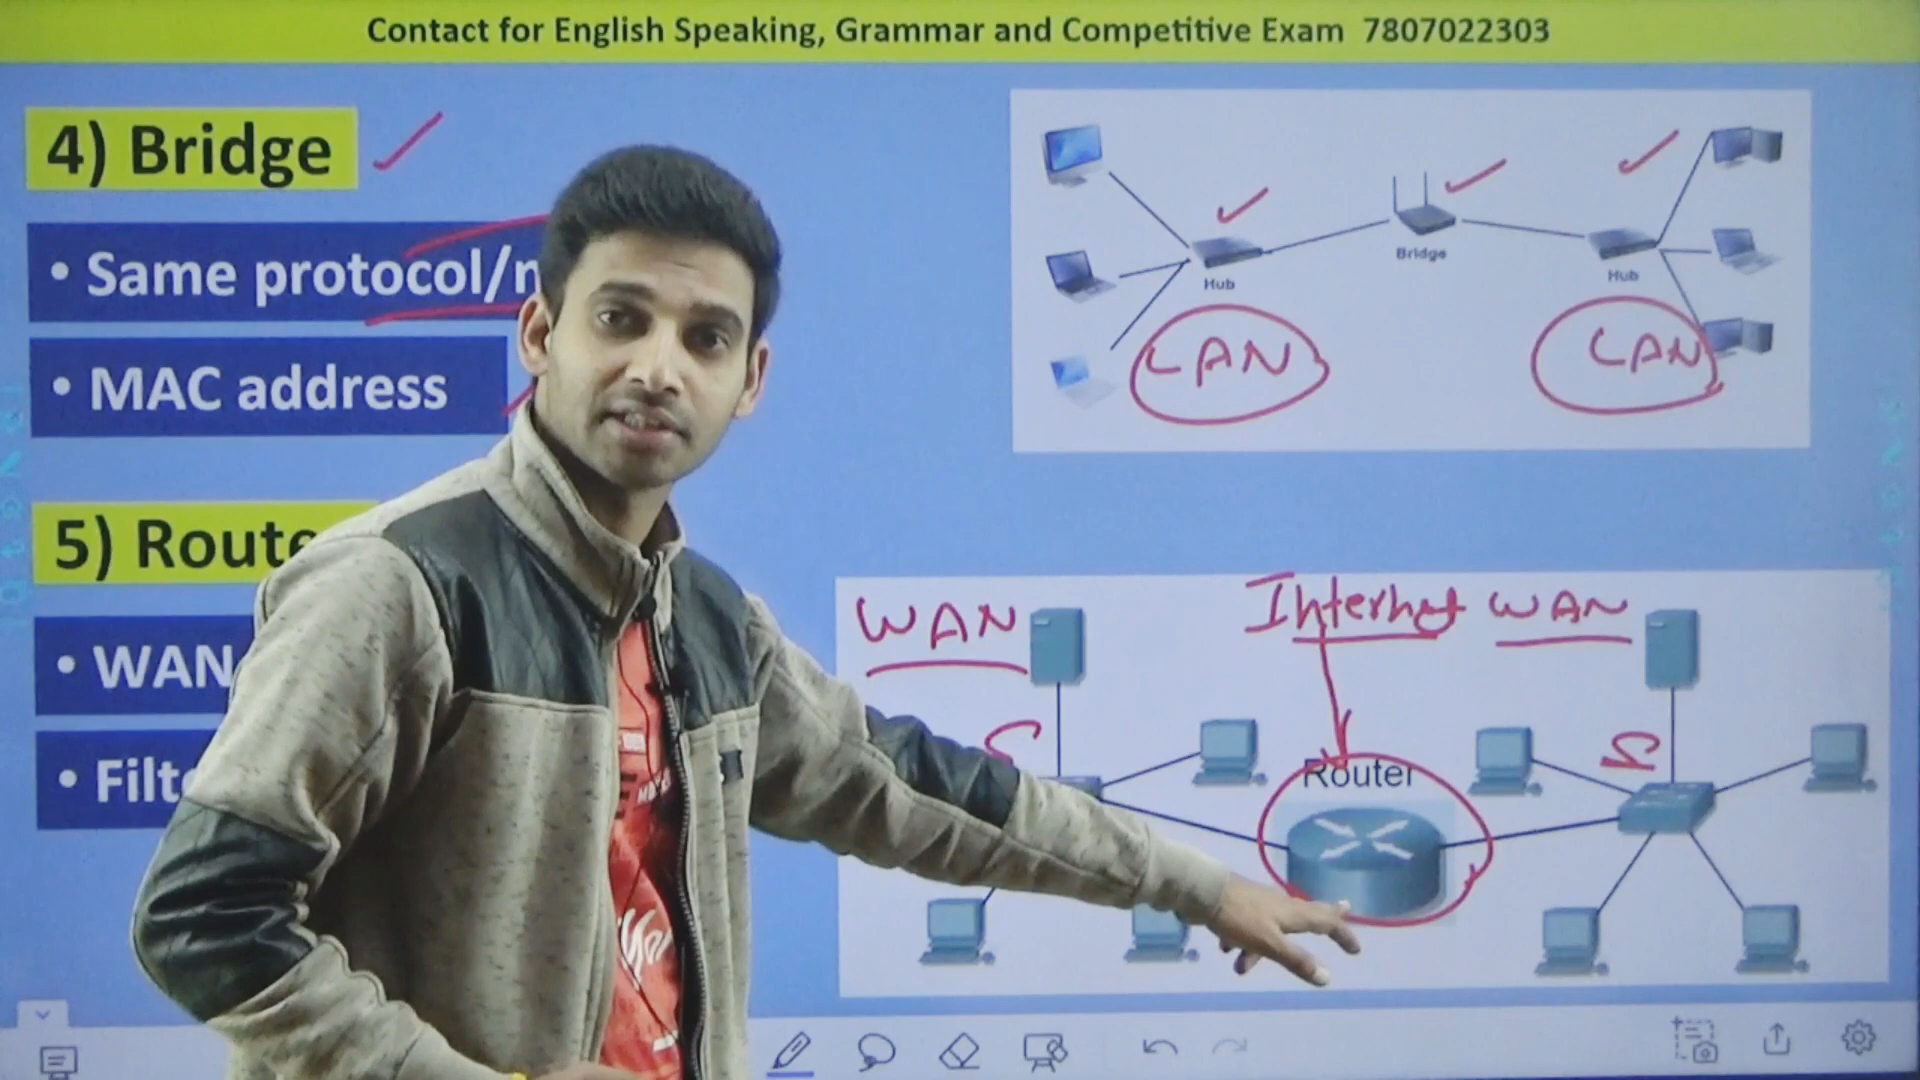 Contact for English Speaking, Grammar and Competitive Exam 7807022303
4) Bridge
• Same protocol/
• MAC address
Hub
Bridge
Hub
LAN
LAN
5) Route
• WAN
• Filte
WAN
Internet
WAN
Router
S